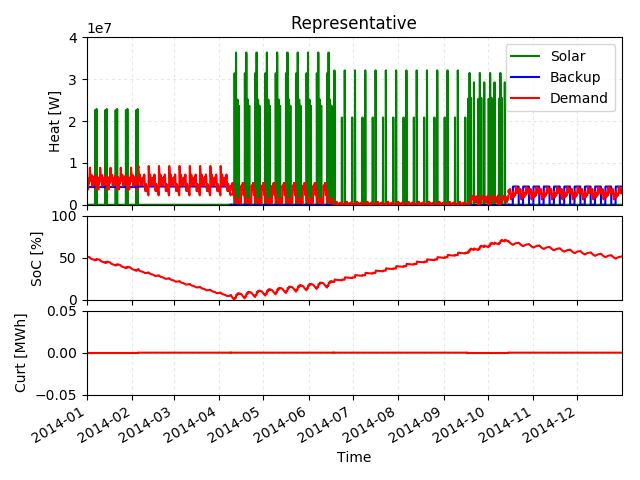 Representative
1e7
Heat [W]
4
3
2
1
0
Solar
Backup
Demand
SoC [%]
100
50
0
Curt [MWh]
0.05
0.00
−0.05
2014-01
2014-02
2014-03
2014-04
2014-05
2014-06
2014-07
2014-08
2014-09
2014-10
2014-11
2014-12
Time